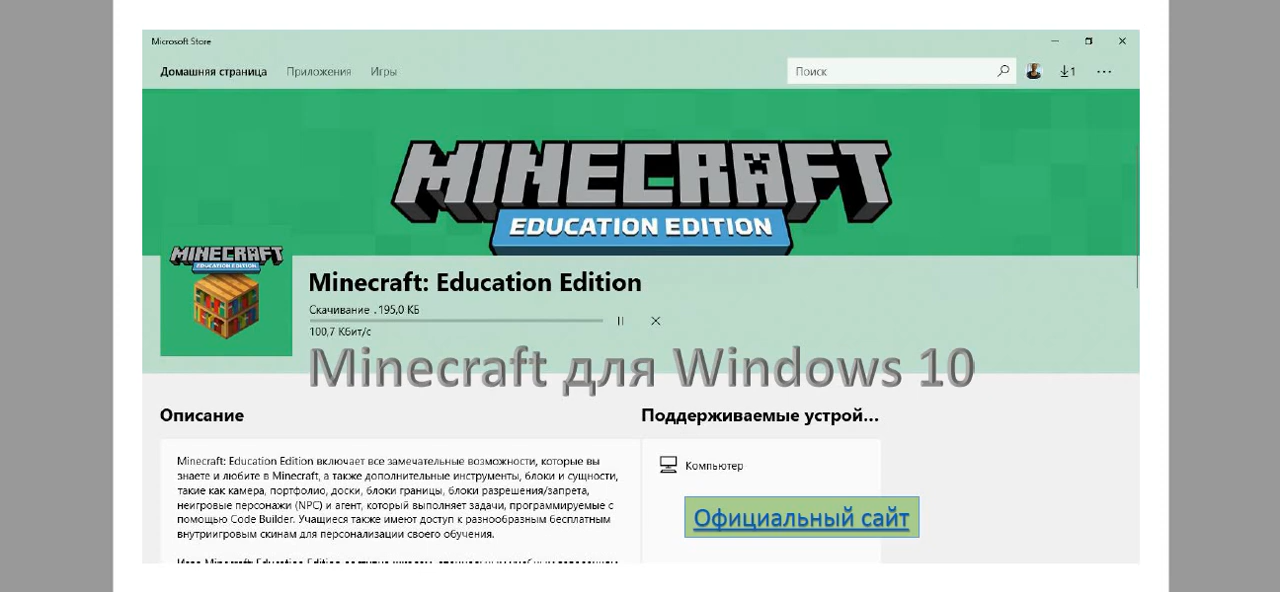 Microsoft Store
Домашняя страница Приложения Игры
Поиск
1
MINECRAFT
EDUCATION EDITION
MINECRAFT
EDUCATION EDITION
Minecraft: Education Edition
Скачивание .195,0 КБ
100,7 Кбит/с
Minecraft для Windows 10
Описание
Minecraft: Education Edition включает все замечательные возможности, которые вы
знаете и любите в Minecraft, а также дополнительные инструменты, блоки и сущности,
такие как камера, портфолио, доски, блоки границы, блоки разрешения/запрета,
неигровые персонажи (NPC) и агент, который выполняет задачи, программируемые с
помощью Code Builder. Учащиеся также имеют доступ к разнообразным бесплатным
внутриигровым скинам для персонализации своего обучения.
Поддерживаемые устрой...
Компьютер
Официальный сайт